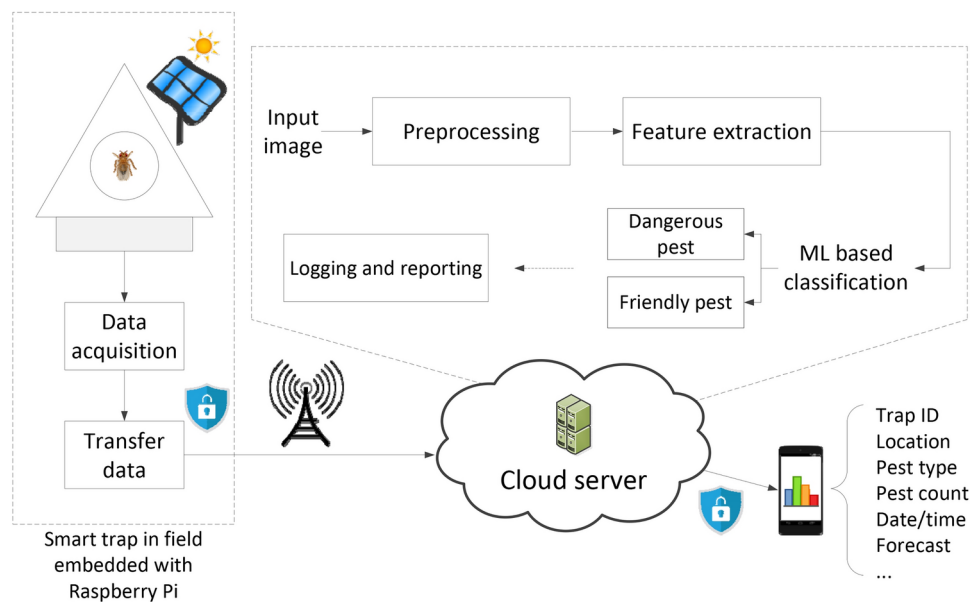 Input
image
Preprocessing
Feature extraction
ML based
classification
Dangerous
pest
Friendly pest
Logging and reporting
Data
acquisition
Transfer
data
Smart trap in field
embedded with
Raspberry Pi
Cloud server
Trap ID
Location
Pest type
Pest count
Date/time
Forecast
...